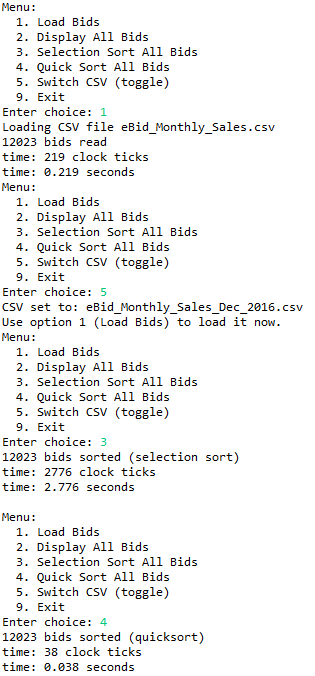 Menu:
  1. Load Bids
  2. Display All Bids
  3. Selection Sort All Bids
  4. Quick Sort All Bids
  5. Switch CSV (toggle)
  9. Exit
Enter choice: 1
Loading CSV file eBid_Monthly_Sales.csv
12023 bids read
time: 219 clock ticks
time: 0.219 seconds
Menu:
  1. Load Bids
  2. Display All Bids
  3. Selection Sort All Bids
  4. Quick Sort All Bids
  5. Switch CSV (toggle)
  9. Exit
Enter choice: 5
CSV set to: eBid_Monthly_Sales_Dec_2016.csv
Use option 1 (Load Bids) to load it now.
Menu:
  1. Load Bids
  2. Display All Bids
  3. Selection Sort All Bids
  4. Quick Sort All Bids
  5. Switch CSV (toggle)
  9. Exit
Enter choice: 3
12023 bids sorted (selection sort)
time: 2776 clock ticks
time: 2.776 seconds

Menu:
  1. Load Bids
  2. Display All Bids
  3. Selection Sort All Bids
  4. Quick Sort All Bids
  5. Switch CSV (toggle)
  9. Exit
Enter choice: 4
12023 bids sorted (quicksort)
time: 38 clock ticks
time: 0.038 seconds